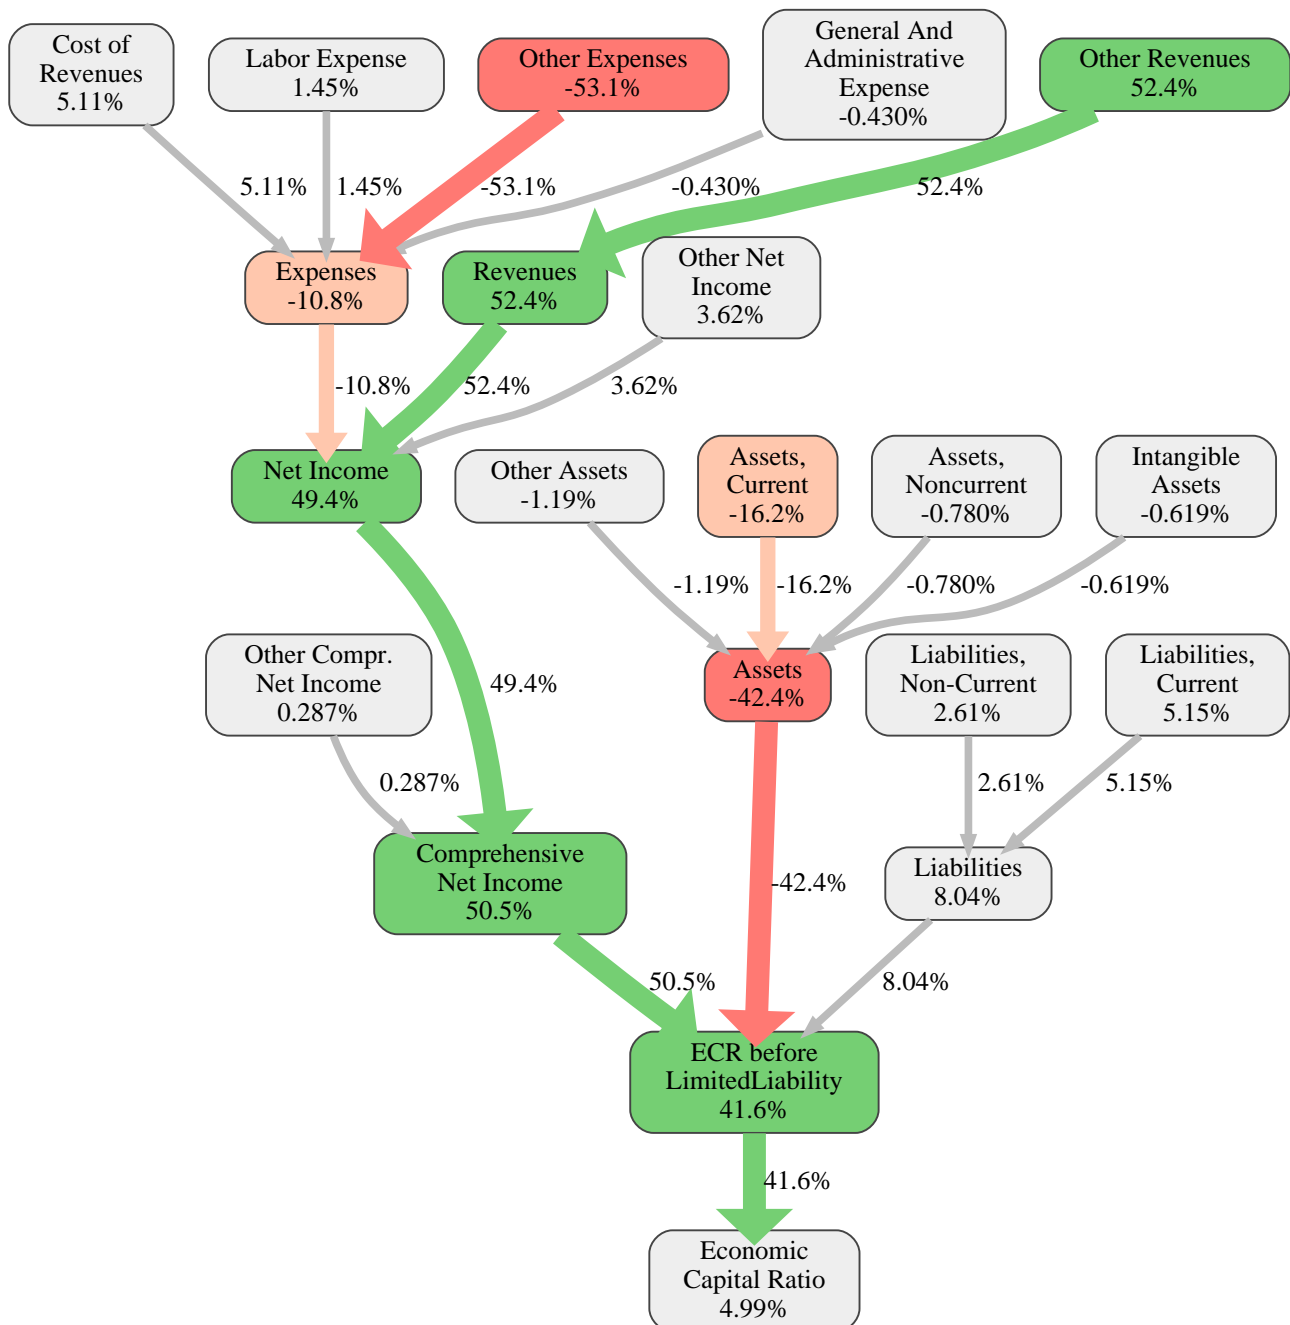 Cost of
Revenues
5.11%
Labor Expense
1.45%
Other Expenses
-53.1%
General And
Administrative
Expense
-0.430%
Other Revenues
52.4%
5.11%
1.45%
-53.1%
-0.430%
52.4%
Expenses
-10.8%
Revenues
52.4%
Other Net
Income
3.62%
-10.8%
52.4%
3.62%
Net Income
49.4%
Other Assets
-1.19%
Assets,
Current
-16.2%
Assets,
Noncurrent
-0.780%
Intangible
Assets
-0.619%
-1.19%
-16.2%
-0.780%
-0.619%
Other Compr.
Net Income
0.287%
49.4%
Assets
-42.4%
Liabilities,
Non-Current
2.61%
Liabilities,
Current
5.15%
0.287%
2.61%
5.15%
Comprehensive
Net Income
50.5%
-42.4%
Liabilities
8.04%
50.5%
8.04%
ECR before
LimitedLiability
41.6%
41.6%
Economic
Capital Ratio
4.99%